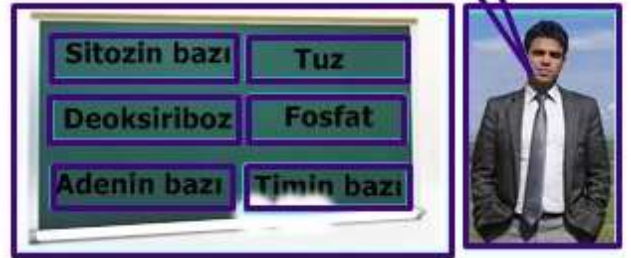 Sitozin bazı
Tuz
Deoksiriboz
Fosfat
Adenin bazı
Timin bazı